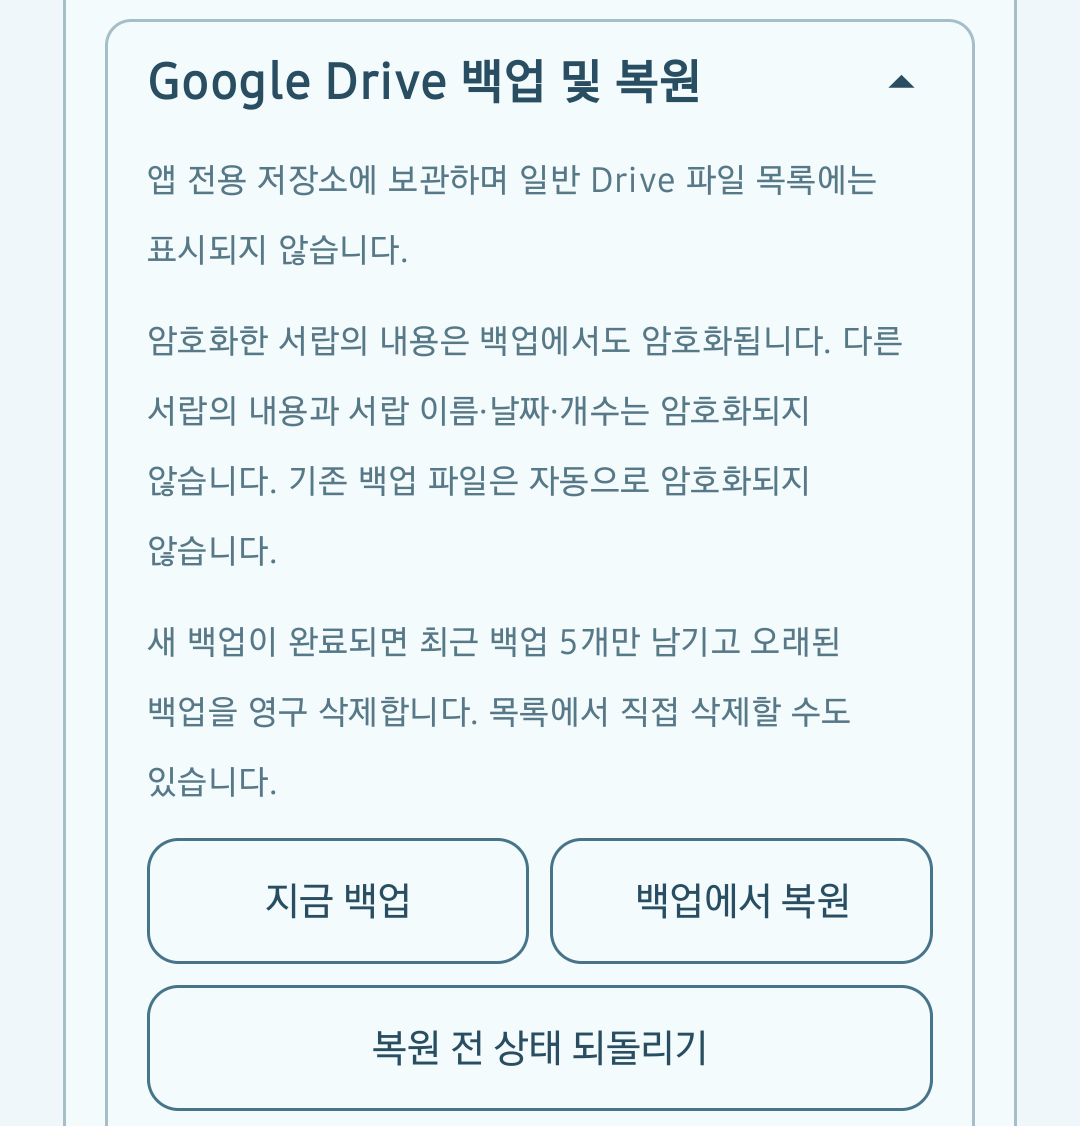 Google Drive 백업 및 복원
앱 전용 저장소에 보관하며 일반 Drive 파일 목록에는
표시되지 않습니다.
암호화한 서랍의 내용은 백업에서도 암호화됩니다. 다른
서랍의 내용과 서랍 이름·날짜·개수는 암호화되지
않습니다. 기존 백업 파일은 자동으로 암호화되지
않습니다.
새 백업이 완료되면 최근 백업 5개만 남기고 오래된
백업을 영구 삭제합니다. 목록에서 직접 삭제할 수도
있습니다.
지금 백업
백업에서 복원
복원 전 상태 되돌리기